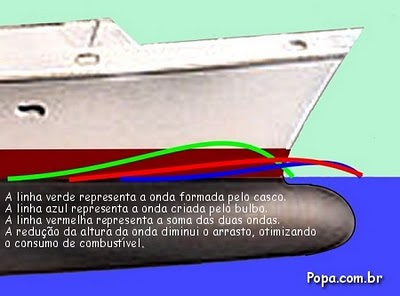 A linha verde representa a onda formada pelo casco.
A linha azul representa a onda criada pelo bulbo.
A linha vermelha representa a soma das duas ondas.
A redução da altura da onda diminui o arrasto, otimizando
o consumo de combustível.
Popa.com.br